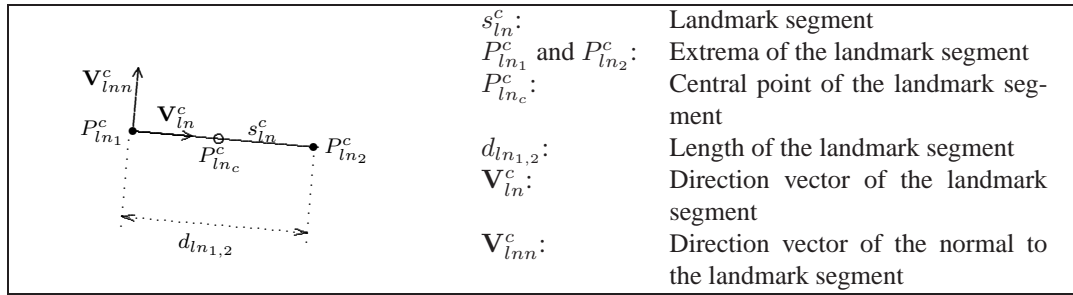 V^c_{lnn}
V^c_{ln}
P^c_{ln_1}
s^c_{ln}
P^c_{ln_2}
P^c_{ln_c}
d_{ln_{1,2}}
s^c_{ln}: Landmark segment
P^c_{ln_1} and P^c_{ln_2}: Extrema of the landmark segment
P^c_{ln_c}: Central point of the landmark seg-
ment
d_{ln_{1,2}}: Length of the landmark segment
V^c_{ln}: Direction vector of the landmark
segment
V^c_{lnn}: Direction vector of the normal to
the landmark segment